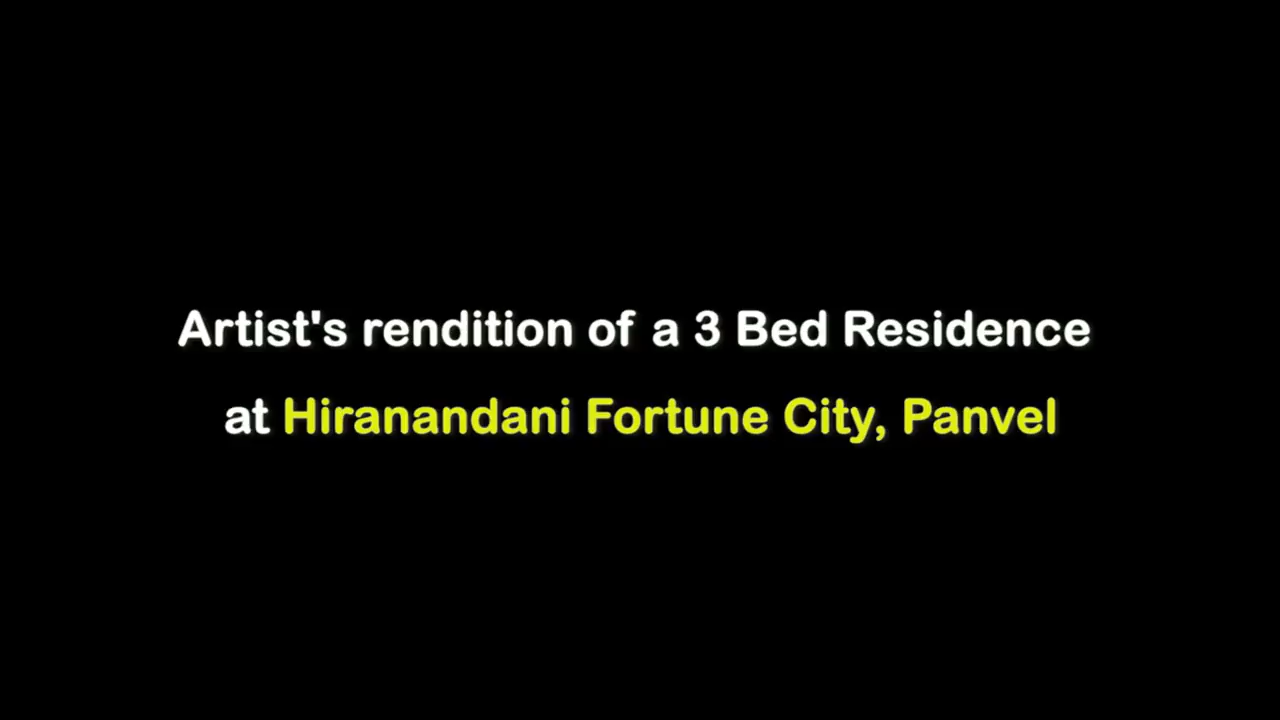 Artist's rendition of a 3 Bed Residence
at Hiranandani Fortune City, Panvel